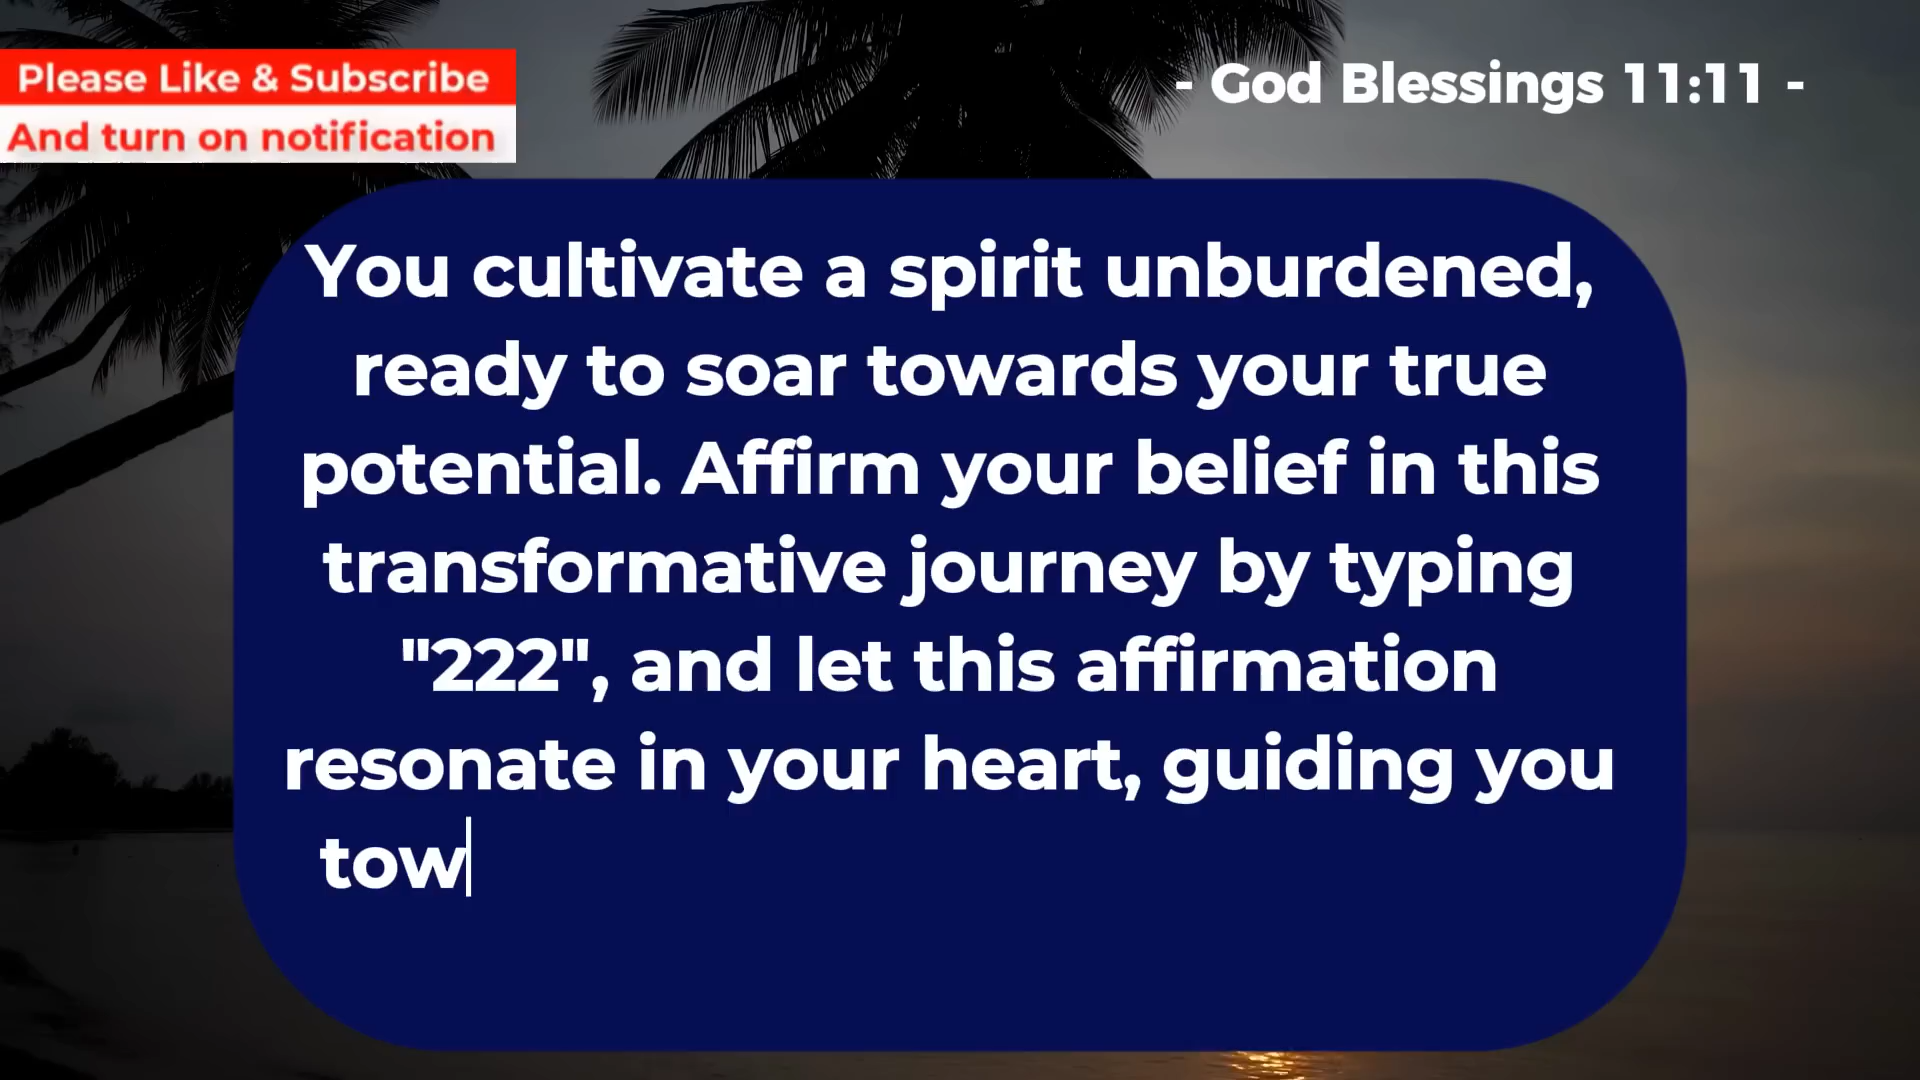 Please Like & Subscribe
And turn on notification
- God Blessings 11:11 -
You cultivate a spirit unburdened,
ready to soar towards your true
potential. Affirm your belief in this
transformative journey by typing
"222", and let this affirmation
resonate in your heart, guiding you
tow